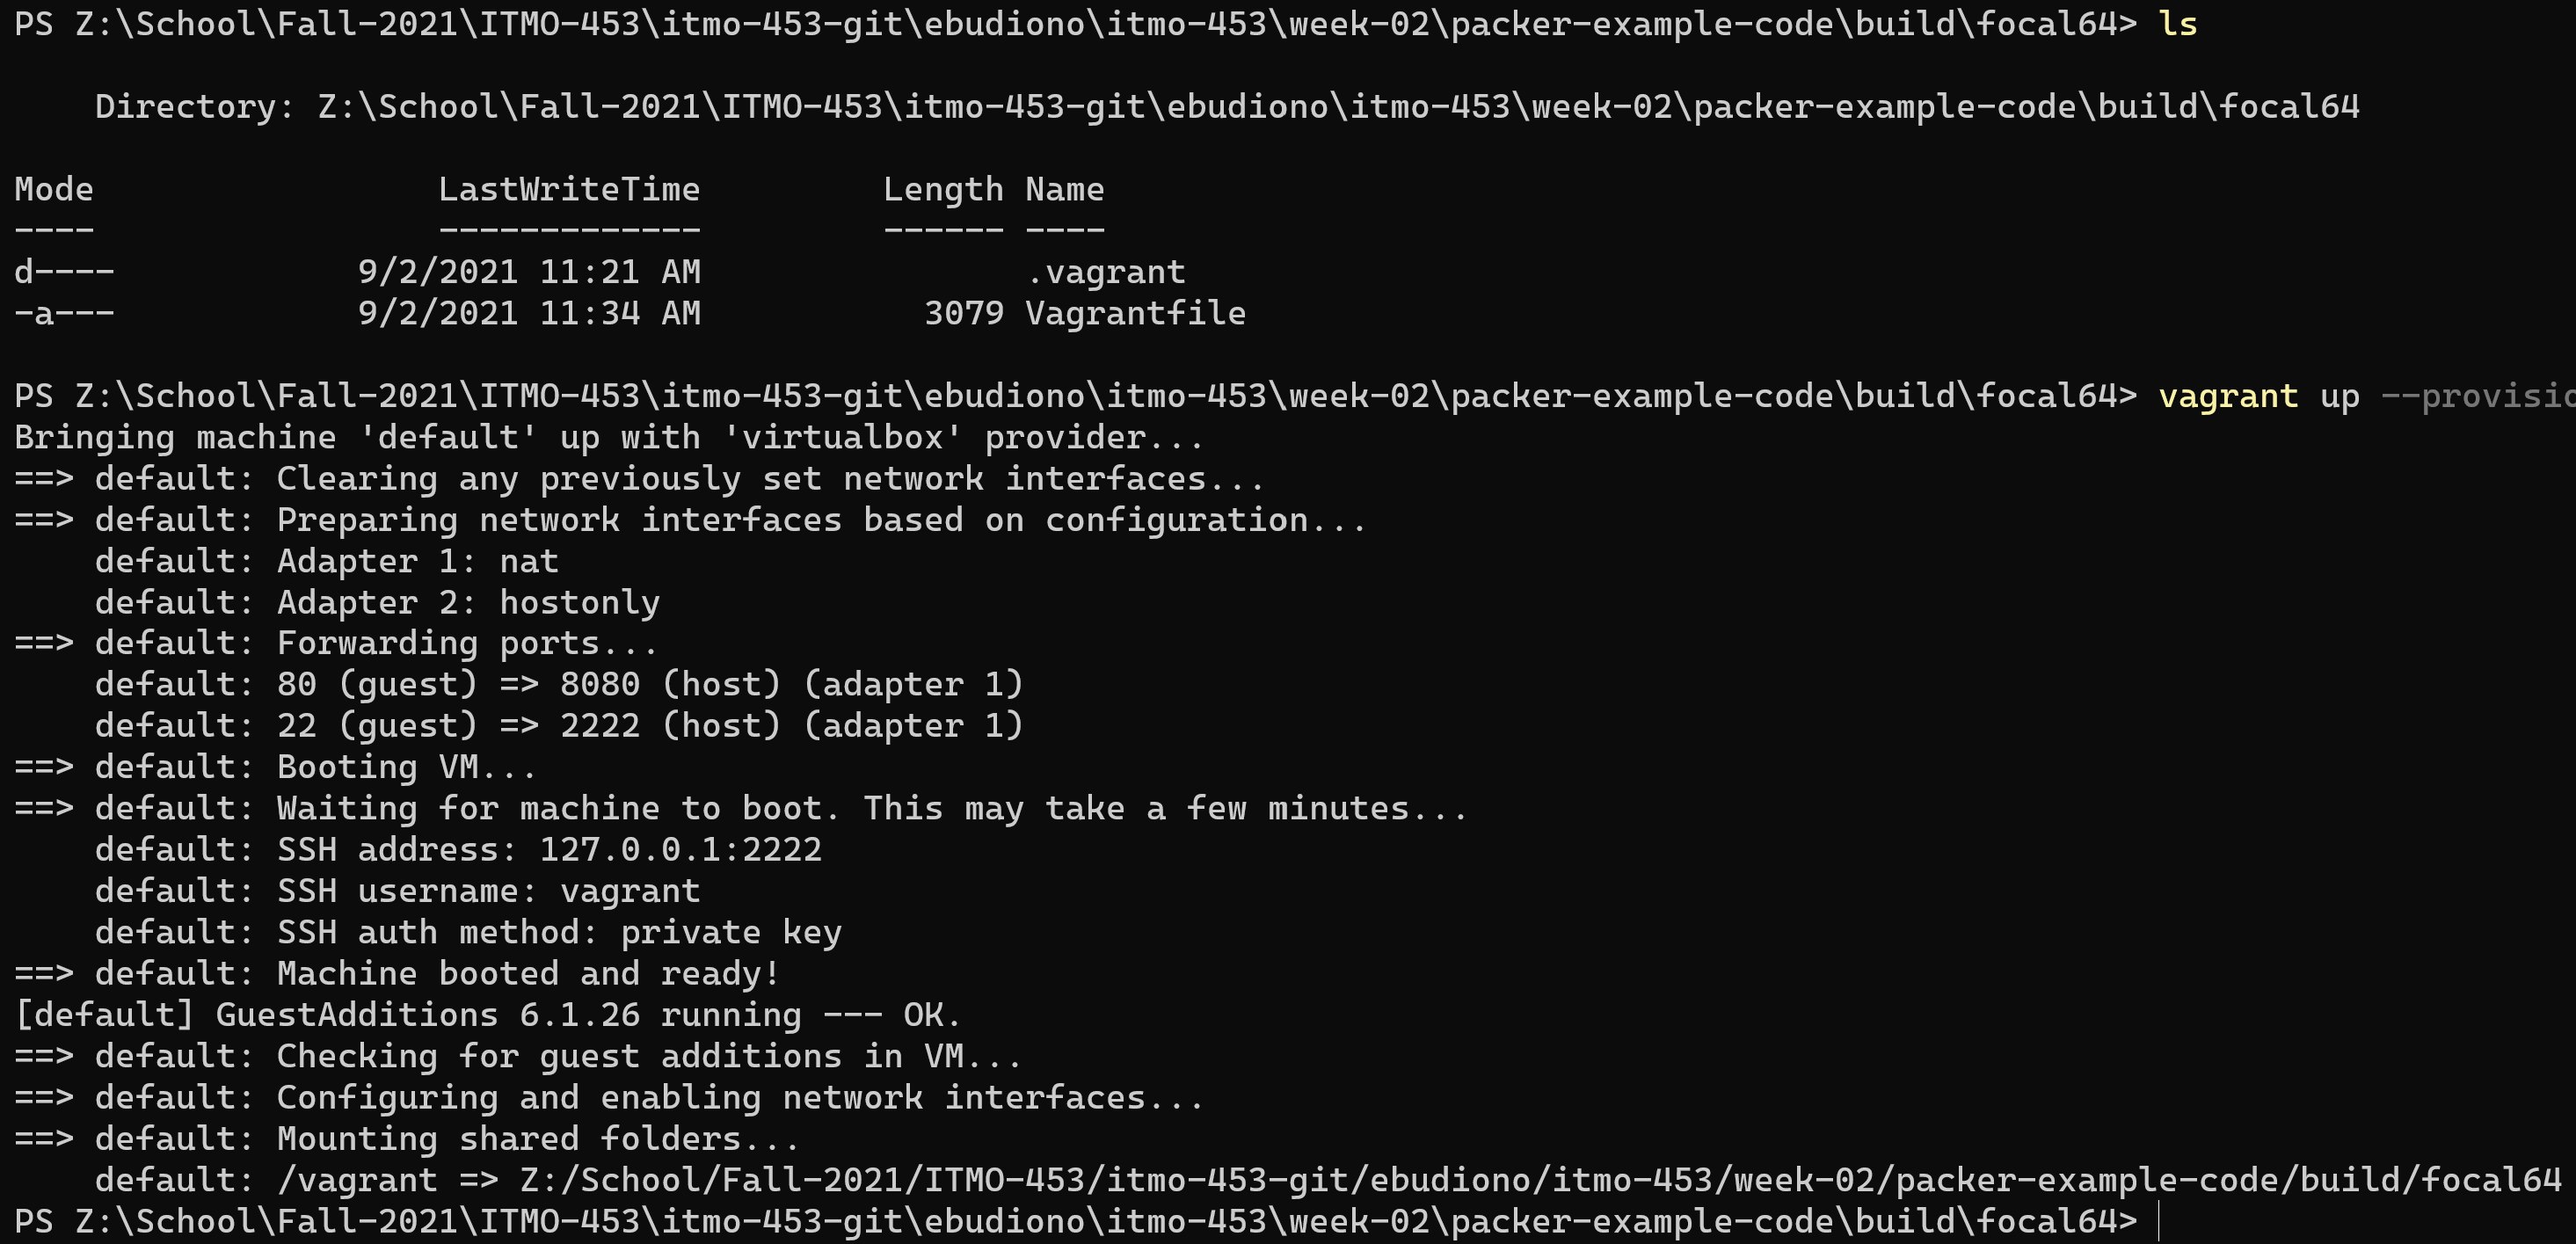 PS Z:\School\Fall-2021\ITMO-453\itmo-453-git\ebudiono\itmo-453\week-02\packer-example-code\build\focal64> ls
    Directory: Z:\School\Fall-2021\ITMO-453\itmo-453-git\ebudiono\itmo-453\week-02\packer-example-code\build\focal64
Mode                 LastWriteTime         Length Name
----                 -------------         ------ ----
d----            9/2/2021 11:21 AM                .vagrant
-a---            9/2/2021 11:34 AM           3079 Vagrantfile
PS Z:\School\Fall-2021\ITMO-453\itmo-453-git\ebudiono\itmo-453\week-02\packer-example-code\build\focal64> vagrant up --provisio
Bringing machine 'default' up with 'virtualbox' provider...
==> default: Clearing any previously set network interfaces...
==> default: Preparing network interfaces based on configuration...
    default: Adapter 1: nat
    default: Adapter 2: hostonly
==> default: Forwarding ports...
    default: 80 (guest) => 8080 (host) (adapter 1)
    default: 22 (guest) => 2222 (host) (adapter 1)
==> default: Booting VM...
==> default: Waiting for machine to boot. This may take a few minutes...
    default: SSH address: 127.0.0.1:2222
    default: SSH username: vagrant
    default: SSH auth method: private key
==> default: Machine booted and ready!
[default] GuestAdditions 6.1.26 running --- OK.
==> default: Checking for guest additions in VM...
==> default: Configuring and enabling network interfaces...
==> default: Mounting shared folders...
    default: /vagrant => Z:/School/Fall-2021/ITMO-453/itmo-453-git/ebudiono/itmo-453/week-02/packer-example-code/build/focal64
PS Z:\School\Fall-2021\ITMO-453\itmo-453-git\ebudiono\itmo-453\week-02\packer-example-code\build\focal64>